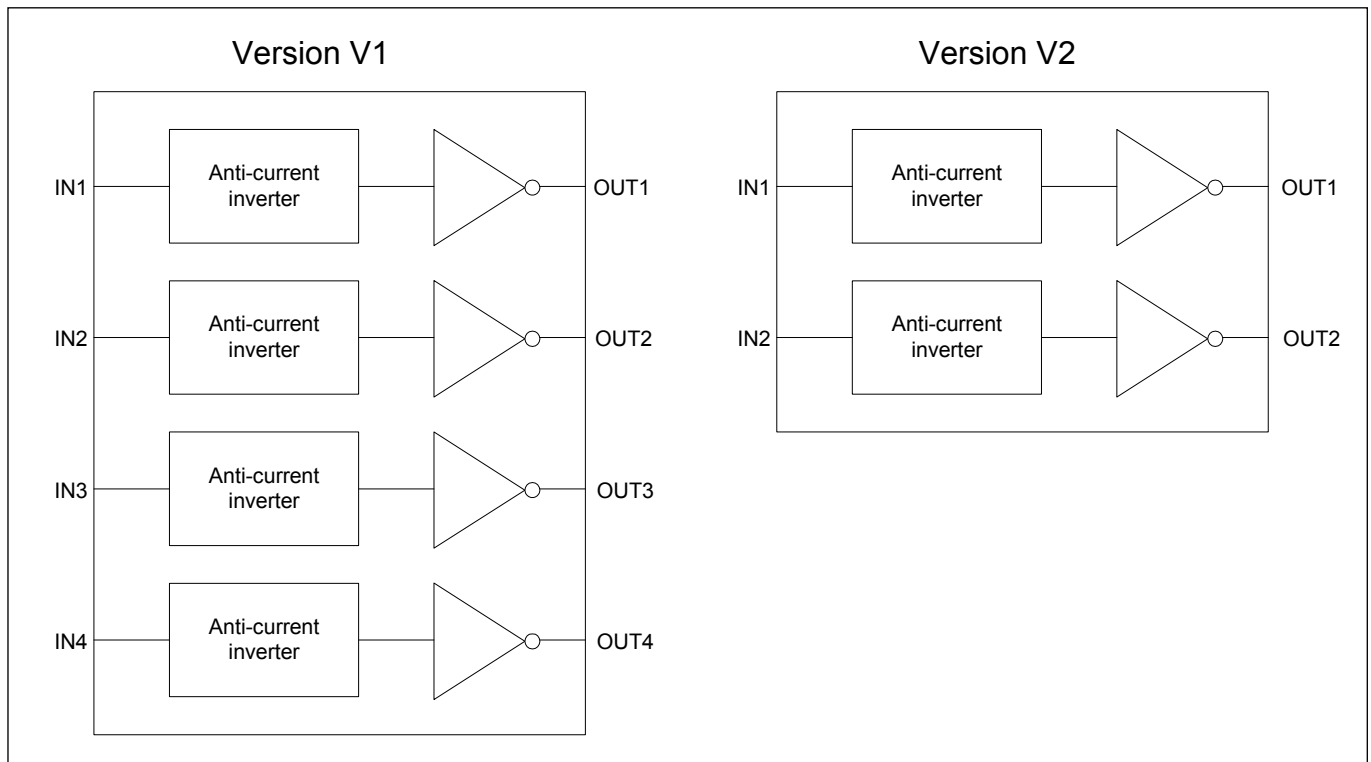 Version V1
IN1
Anti-current
inverter
OUT1
IN2
Anti-current
inverter
OUT2
IN3
Anti-current
inverter
OUT3
IN4
Anti-current
inverter
OUT4
Version V2
IN1
Anti-current
inverter
OUT1
IN2
Anti-current
inverter
OUT2